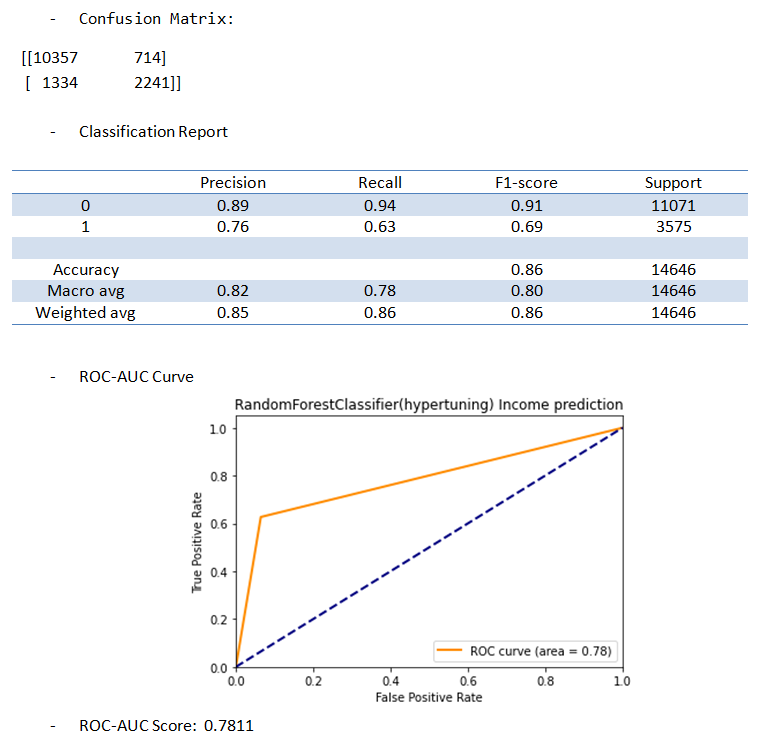 - Confusion Matrix:
[[10357 714]
[ 1334 2241]]
- Classification Report
Precision Recall F1-score Support
0 0.89 0.94 0.91 11071
1 0.76 0.63 0.69 3575
Accuracy 0.86 14646
Macro avg 0.82 0.78 0.80 14646
Weighted avg 0.85 0.86 0.86 14646
- ROC-AUC Curve
RandomForestClassifier(hypertuning) Income prediction
1.0
0.8
0.6
0.4
0.2
0.0
True Positive Rate
ROC curve (area = 0.78)
0.0 0.2 0.4 0.6 0.8 1.0
False Positive Rate
- ROC-AUC Score: 0.7811